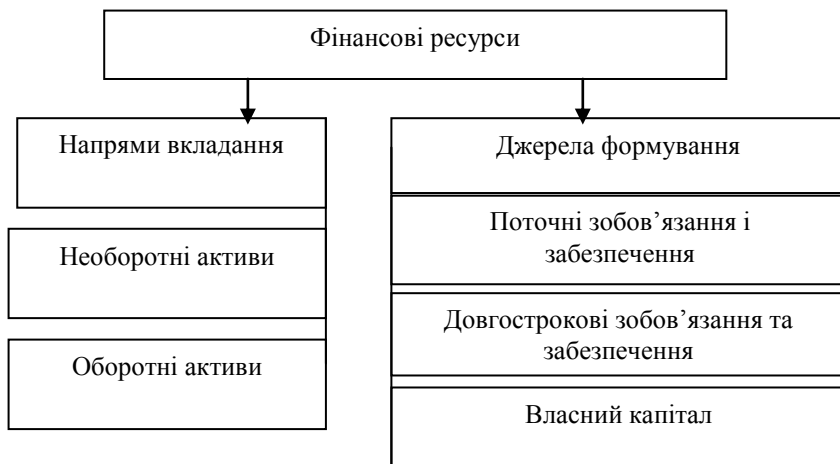 Фінансові ресурси
Напрями вкладання
Необоротні активи
Оборотні активи
Джерела формування
Поточні зобов’язання і
забезпечення
Довгострокові зобов’язання та
забезпечення
Власний капітал